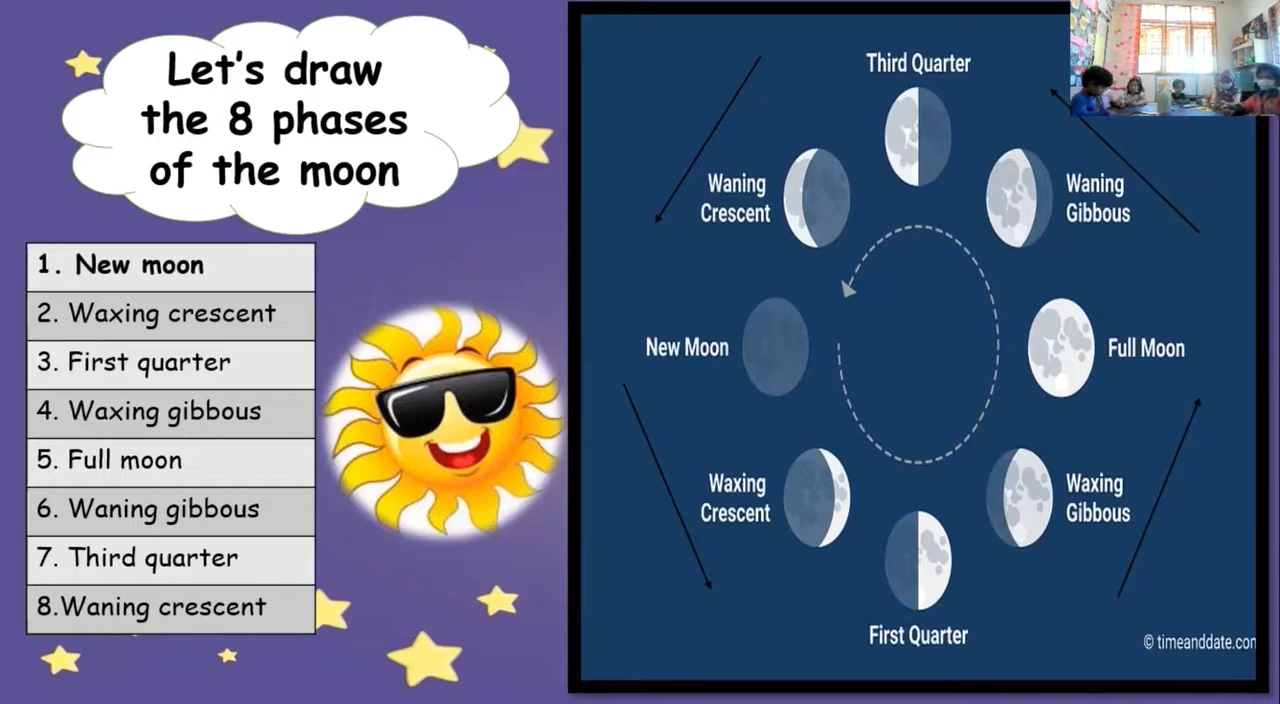 Let's draw
the 8 phases
of the moon
1. New moon
2. Waxing crescent
3. First quarter
4. Waxing gibbous
5. Full moon
6. Waning gibbous
7. Third quarter
8.Waning crescent
Third Quarter
Waning
Crescent
Waning
Gibbous
New Moon
Full Moon
Waxing
Crescent
Waxing
Gibbous
First Quarter
© timeanddate.con